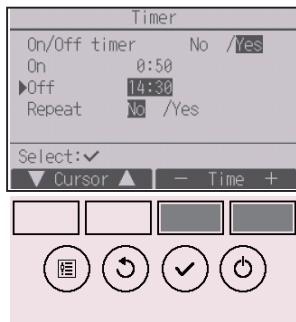 Timer
On/Off timer No /Yes
On 0:50
▶Off 14:30
Repeat No /Yes
Select:✓
▼ Cursor ▲ − Time +